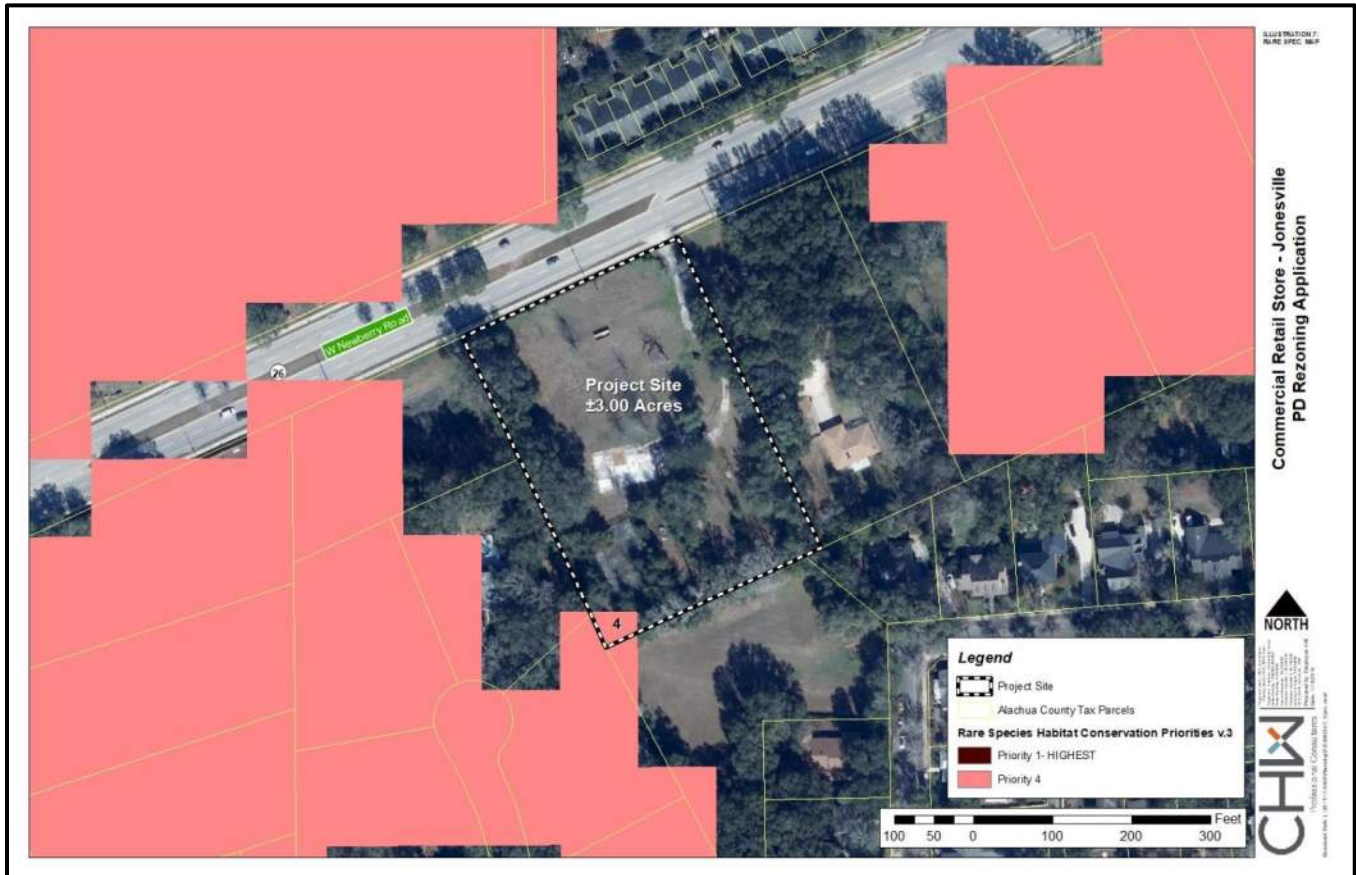 ILLUSTRATION 7:
RARE SPEC. MAP
Commercial Retail Store - Jonesville
PD Rezoning Application
W Newberry Road
26
Project Site
±3.00 Acres
4
NORTH
Legend
Project Site
Alachua County Tax Parcels
Rare Species Habitat Conservation Priorities v.3
Priority 1- HIGHEST
Priority 4
Feet
100 50 0 100 200 300
CHW
Professional Consultants